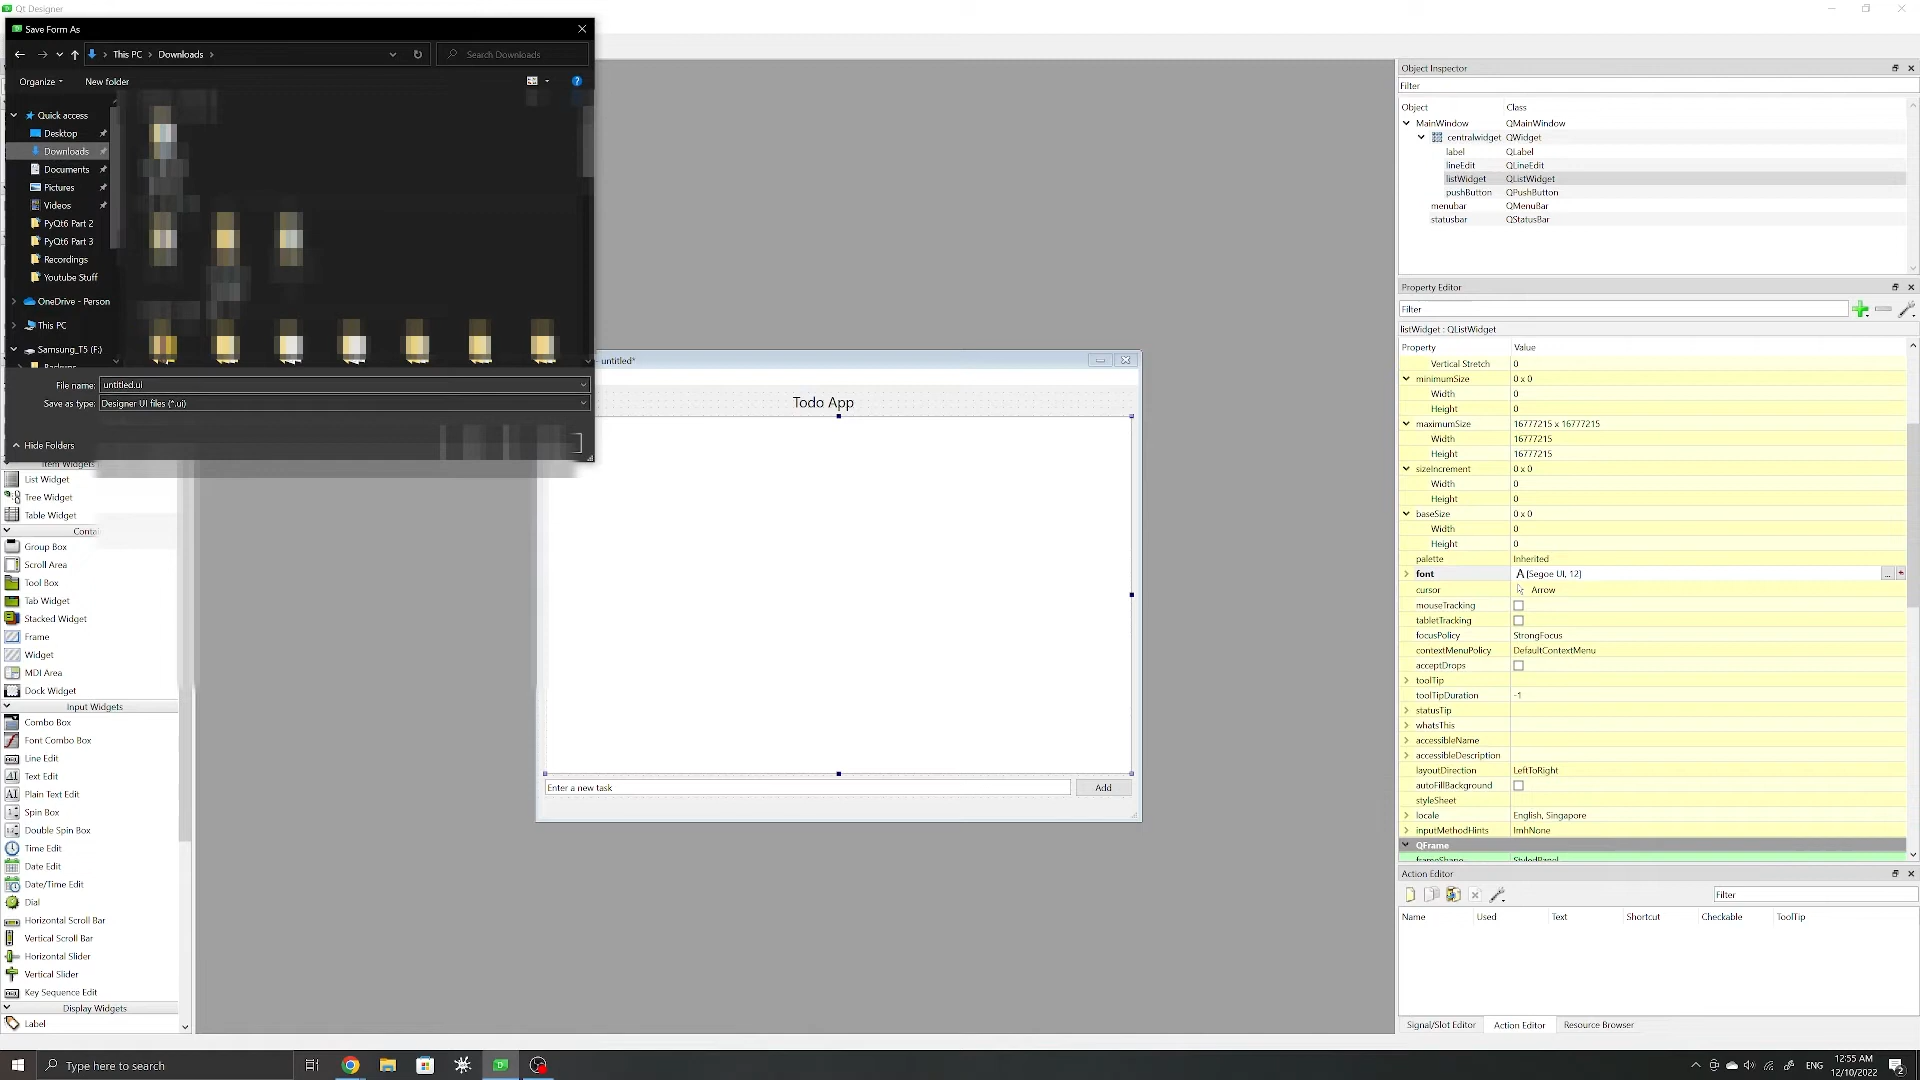 Qt Designer
Save Form As
This PC
Downloads
Search Downloads
Organize
New folder
Quick access
Desktop
Downloads
Documents
Pictures
Videos
PyQt6 Part 2
PyQt6 Part 3
Recordings
Youtube Stuff
OneDrive - Person
This PC
Samsung_T5 (F:)
File name: untitled.ui
Save as type: Designer UI files (*.ui)
Hide Folders
Item Widgets
List Widget
Tree Widget
Table Widget
Conta
Group Box
Scroll Area
Tool Box
Tab Widget
Stacked Widget
Frame
Widget
MDI Area
Dock Widget
Input Widgets
Combo Box
Font Combo Box
Line Edit
Text Edit
Plain Text Edit
Spin Box
Double Spin Box
Time Edit
Date Edit
Date/Time Edit
Dial
Horizontal Scroll Bar
Vertical Scroll Bar
Horizontal Slider
Vertical Slider
Key Sequence Edit
Display Widgets
Label
untitled*
Todo App
Enter a new task
Add
Object Inspector
Filter
Object Class
MainWindow QMainWindow
centralwidget QWidget
label QLabel
lineEdit QLineEdit
listWidget QListWidget
pushButton QPushButton
menubar QMenuBar
statusbar QStatusBar
Property Editor
Filter
listWidget : QListWidget
Property Value
Vertical Stretch 0
minimumSize 0 x 0
Width 0
Height 0
maximumSize 16777215 x 16777215
Width 16777215
Height 16777215
sizeIncrement 0 x 0
Width 0
Height 0
baseSize 0 x 0
Width 0
Height 0
palette Inherited
font A [Segoe UI, 12] ...
cursor Arrow
mouseTracking
tabletTracking
focusPolicy StrongFocus
contextMenuPolicy DefaultContextMenu
acceptDrops
toolTip
toolTipDuration -1
statusTip
whatsThis
accessibleName
accessibleDescription
layoutDirection LeftToRight
autoFillBackground
styleSheet
locale English, Singapore
inputMethodHints ImhNone
QFrame
frameShape StyledPanel
Action Editor
Filter
Name Used Text Shortcut Checkable ToolTip
Signal/Slot Editor Action Editor Resource Browser
Type here to search
ENG
12:55 AM
12/10/2022
2